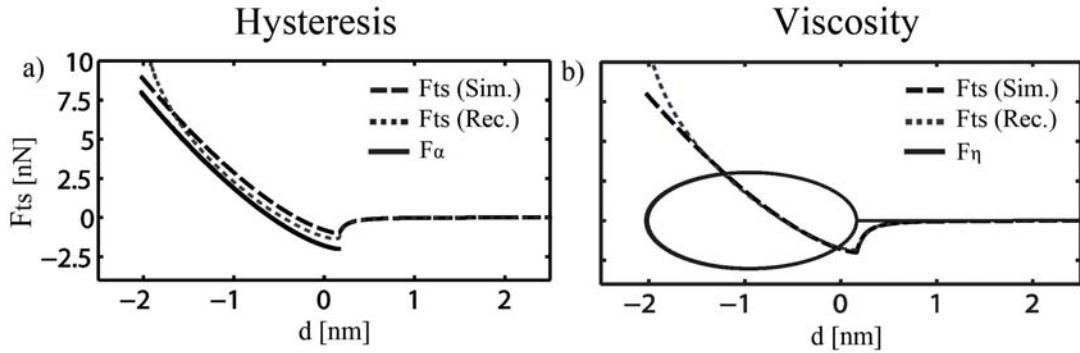 Hysteresis
Viscosity
a)
10
7.5
5
2.5
0
−2.5
Fts [nN]
Fts (Sim.)
Fts (Rec.)
Fα
−2
−1
0
1
2
d [nm]
b)
Fts (Sim.)
Fts (Rec.)
Fη
−2
−1
0
1
2
d [nm]